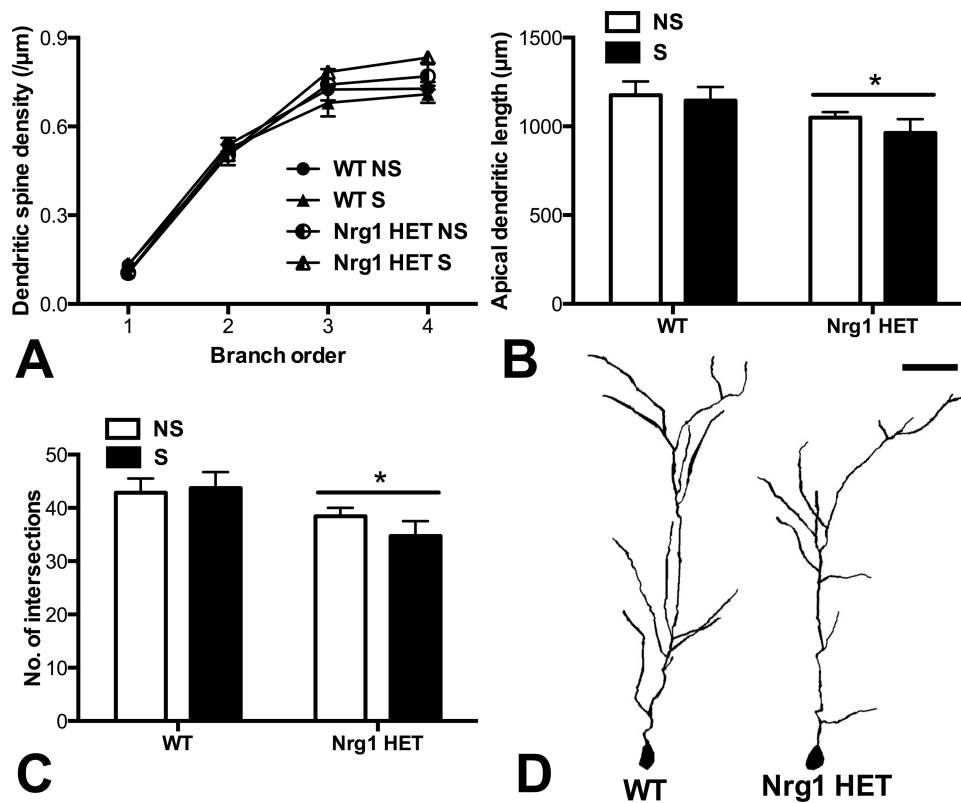 Dendritic spine density (/μm)
0.9
0.6
0.3
0.0
1 2 3 4
Branch order
WT NS
WT S
Nrg1 HET NS
Nrg1 HET S
A
NS
S
Apical dendritic length (μm)
1500
1000
500
0
*
WT Nrg1 HET
B
NS
S
No. of intersections
50
40
30
20
10
0
*
WT Nrg1 HET
C
D
WT Nrg1 HET